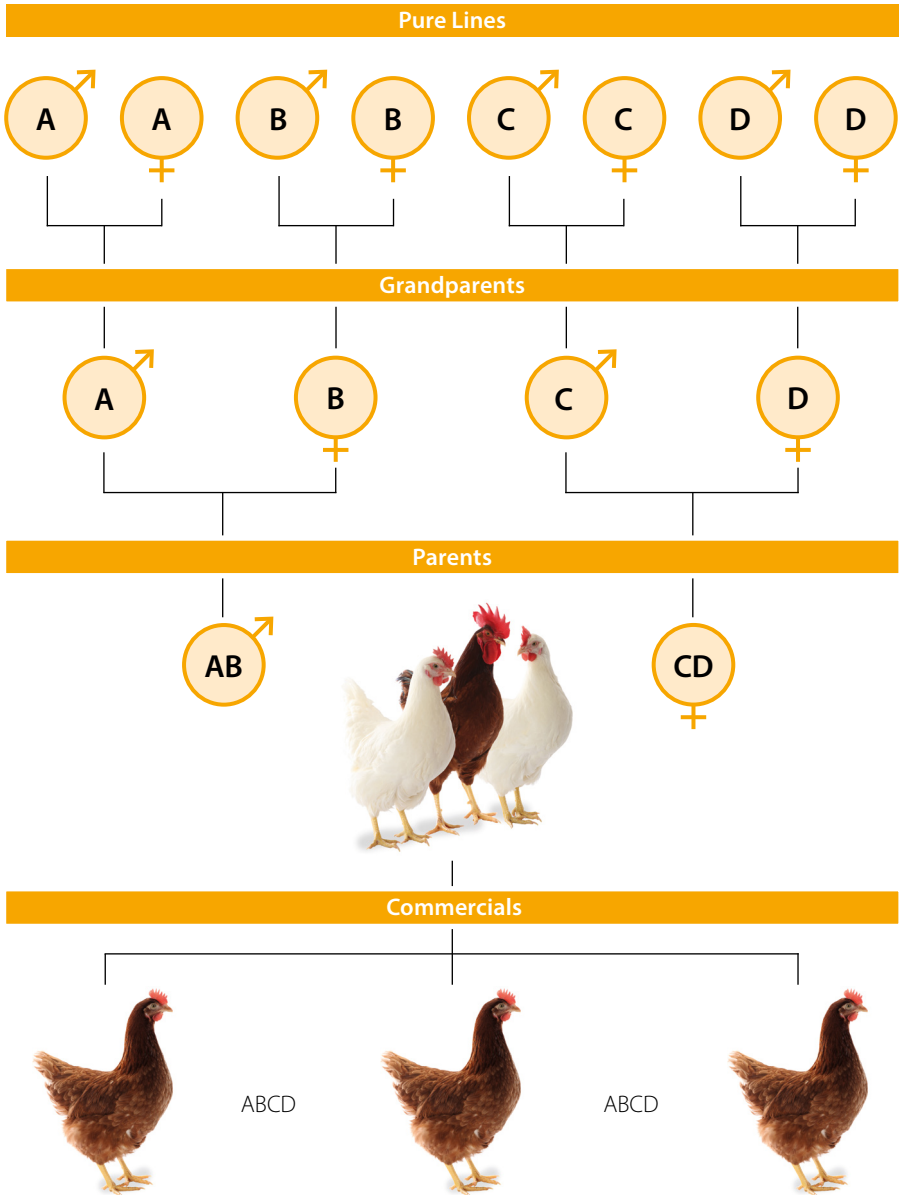 Pure Lines
A A B B C C D D
Grandparents
A B C D
Parents
AB CD
Commercials
ABCD ABCD